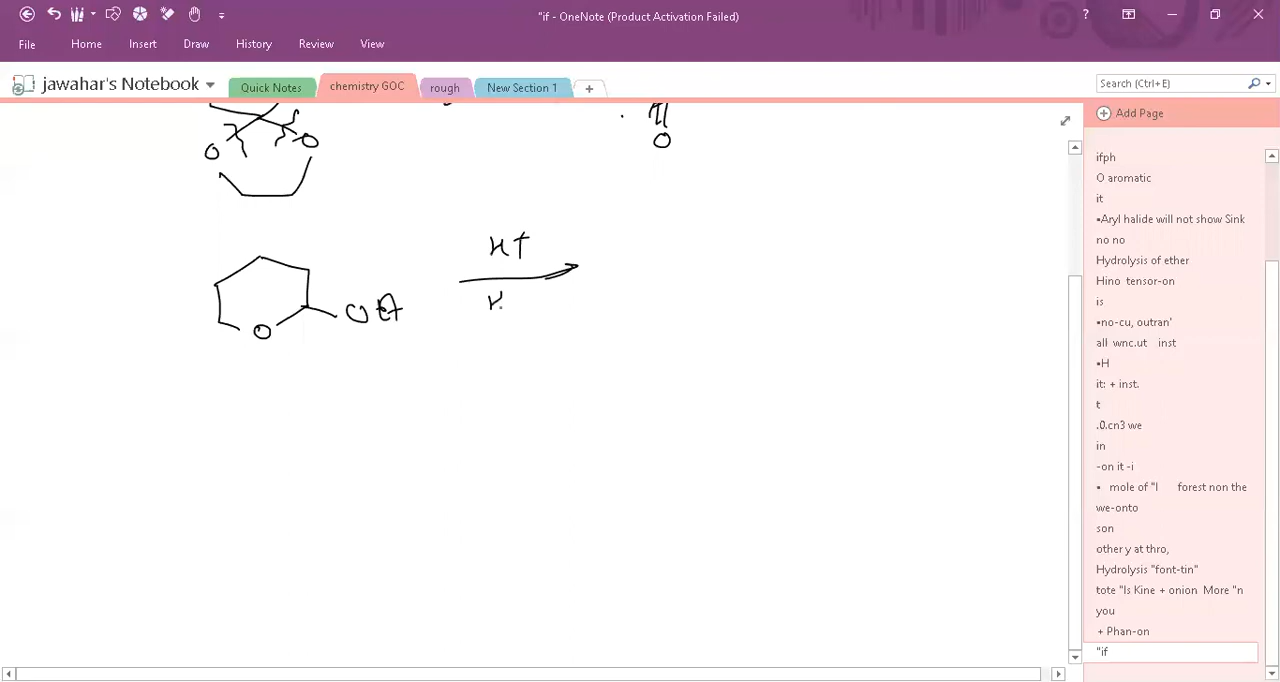 "if - OneNote (Product Activation Failed)
?
File Home Insert Draw History Review View
jawahar's Notebook Quick Notes chemistry GOC rough New Section 1 + Search (Ctrl+E)
Add Page
O O O
ifph
O aromatic
it
•Aryl halide will not show Sink
no no
Hydrolysis of ether
Hino tensor-on
is
•no-cu, outran'
all wnc.ut inst
•H
it: + inst.
t
.0.cn3 we
in
-on it -i
• mole of "I forest non the
we-onto
son
other y at thro,
Hydrolysis "font-tin"
tote "Is Kine + onion More "n
you
+ Phan-on
"if
H+
O OEt